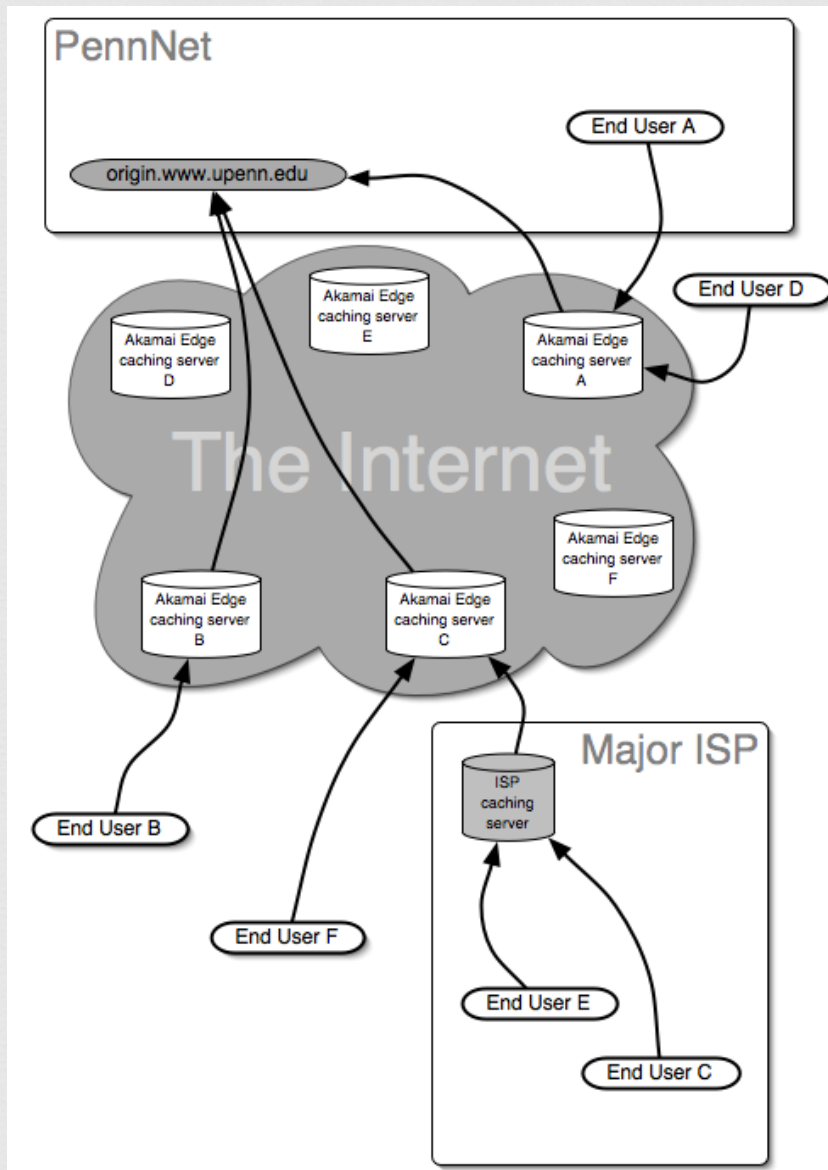 PennNet
End User A
origin.www.upenn.edu
End User D
Akamai Edge
caching server
E
Akamai Edge
caching server
D
Akamai Edge
caching server
A
The Internet
Akamai Edge
caching server
F
Akamai Edge
caching server
B
Akamai Edge
caching server
C
Major ISP
ISP
caching
server
End User B
End User F
End User E
End User C